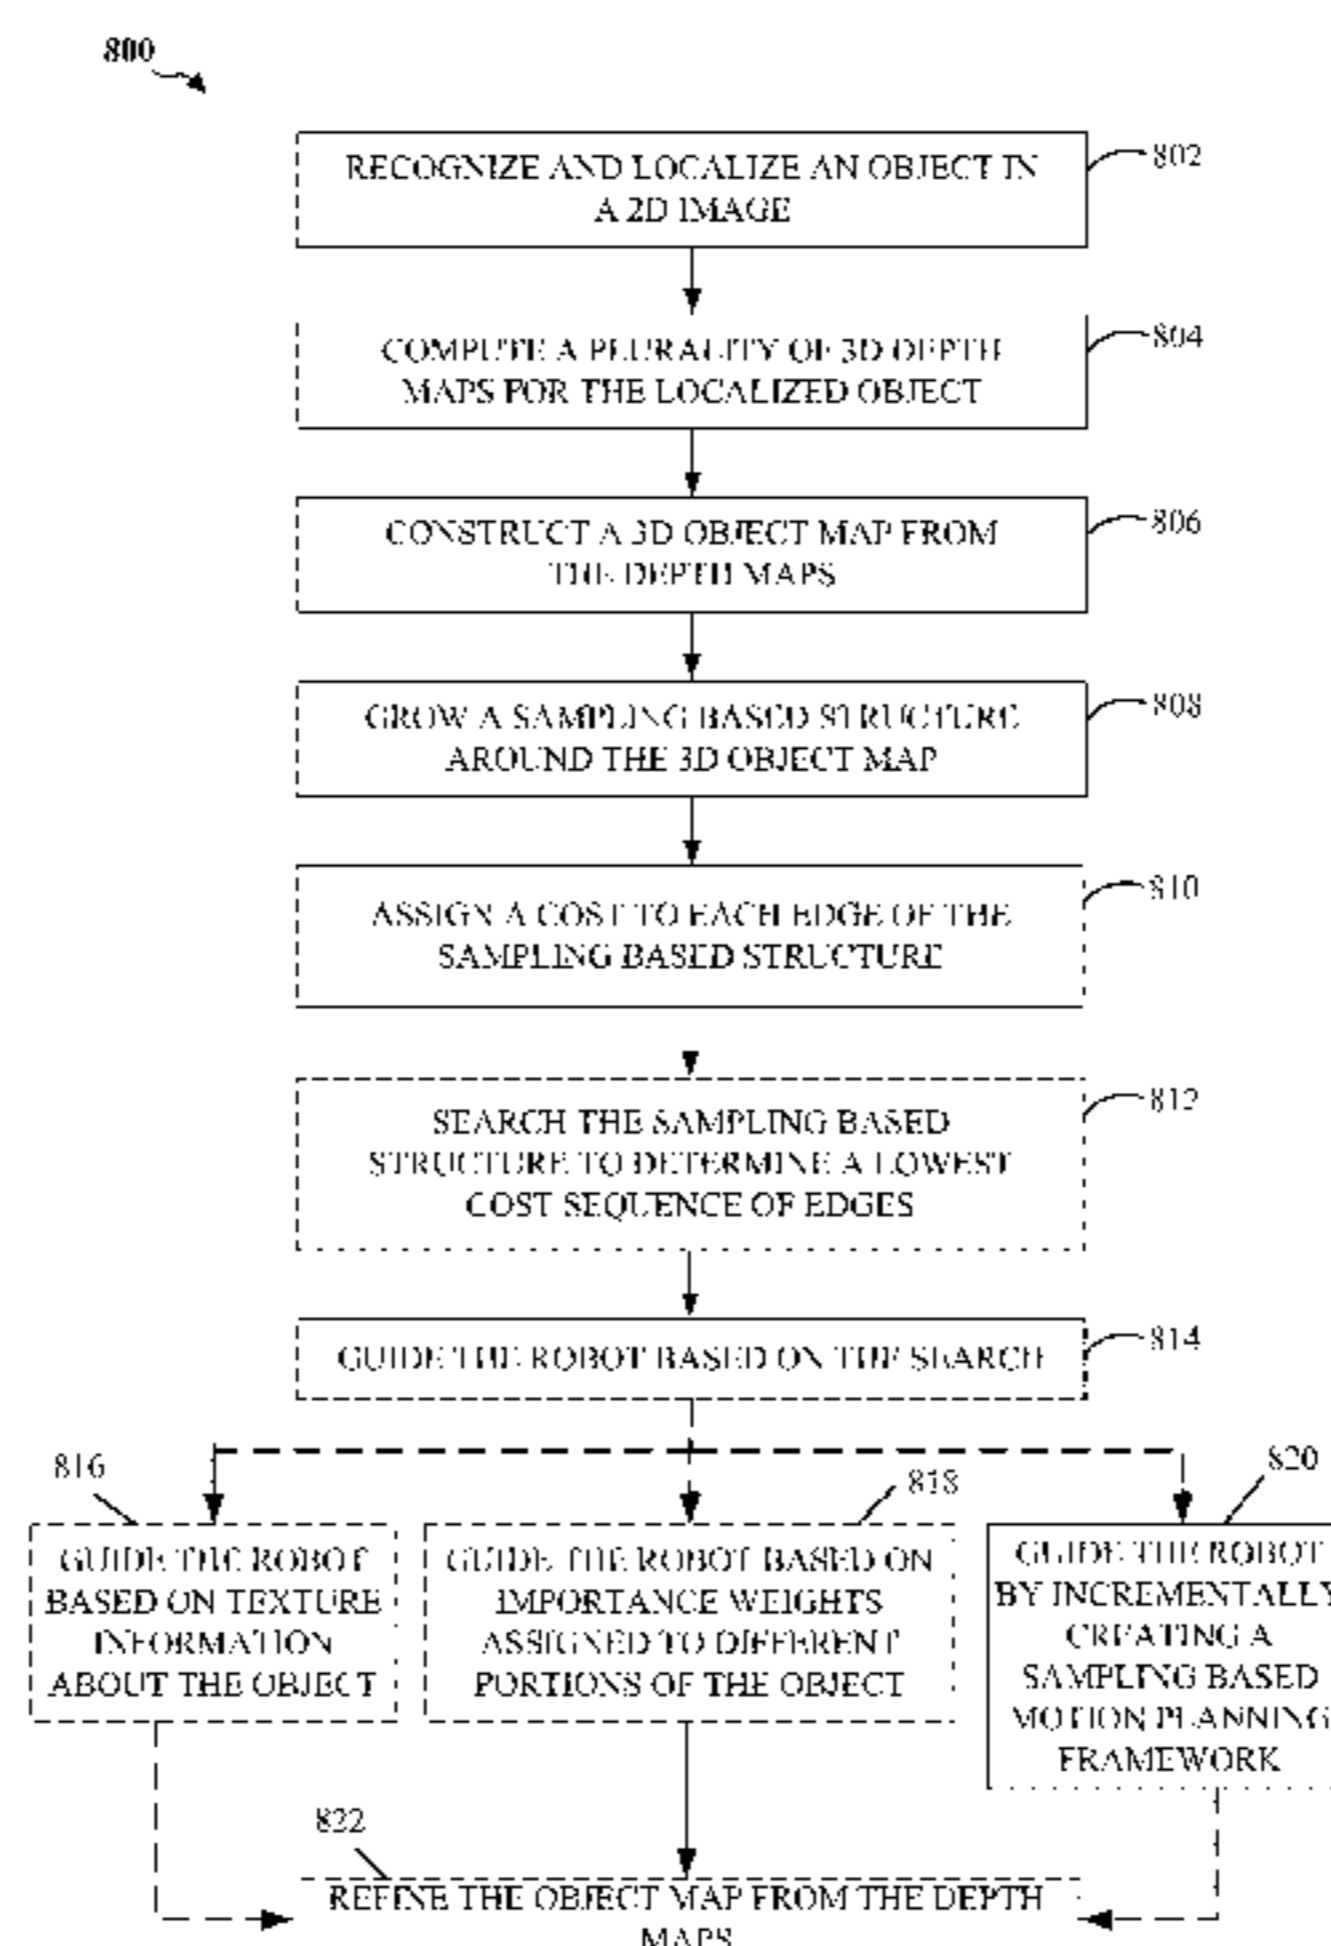 800
RECOGNIZE AND LOCALIZE AN OBJECT IN
A 2D IMAGE
802
COMPUTE A PLURALITY OF 3D DEPTH
MAPS FOR THE LOCALIZED OBJECT
804
CONSTRUCT A 3D OBJECT MAP FROM
THE DEPTH MAPS
806
GROW A SAMPLING BASED STRUCTURE
AROUND THE 3D OBJECT MAP
808
ASSIGN A COST TO EACH EDGE OF THE
SAMPLING BASED STRUCTURE
810
SEARCH THE SAMPLING BASED
STRUCTURE TO DETERMINE A LOWEST
COST SEQUENCE OF EDGES
812
GUIDE THE ROBOT BASED ON THE SEARCH
814
816
GUIDE THE ROBOT
BASED ON TEXTURE
INFORMATION
ABOUT THE OBJECT
818
GUIDE THE ROBOT BASED ON
IMPORTANCE WEIGHTS
ASSIGNED TO DIFFERENT
PORTIONS OF THE OBJECT
820
GUIDE THE ROBOT
BY INCREMENTALLY
CREATING A
SAMPLING BASED
MOTION PLANNING
FRAMEWORK
822
REFINE THE OBJECT MAP FROM THE DEPTH
MAPS